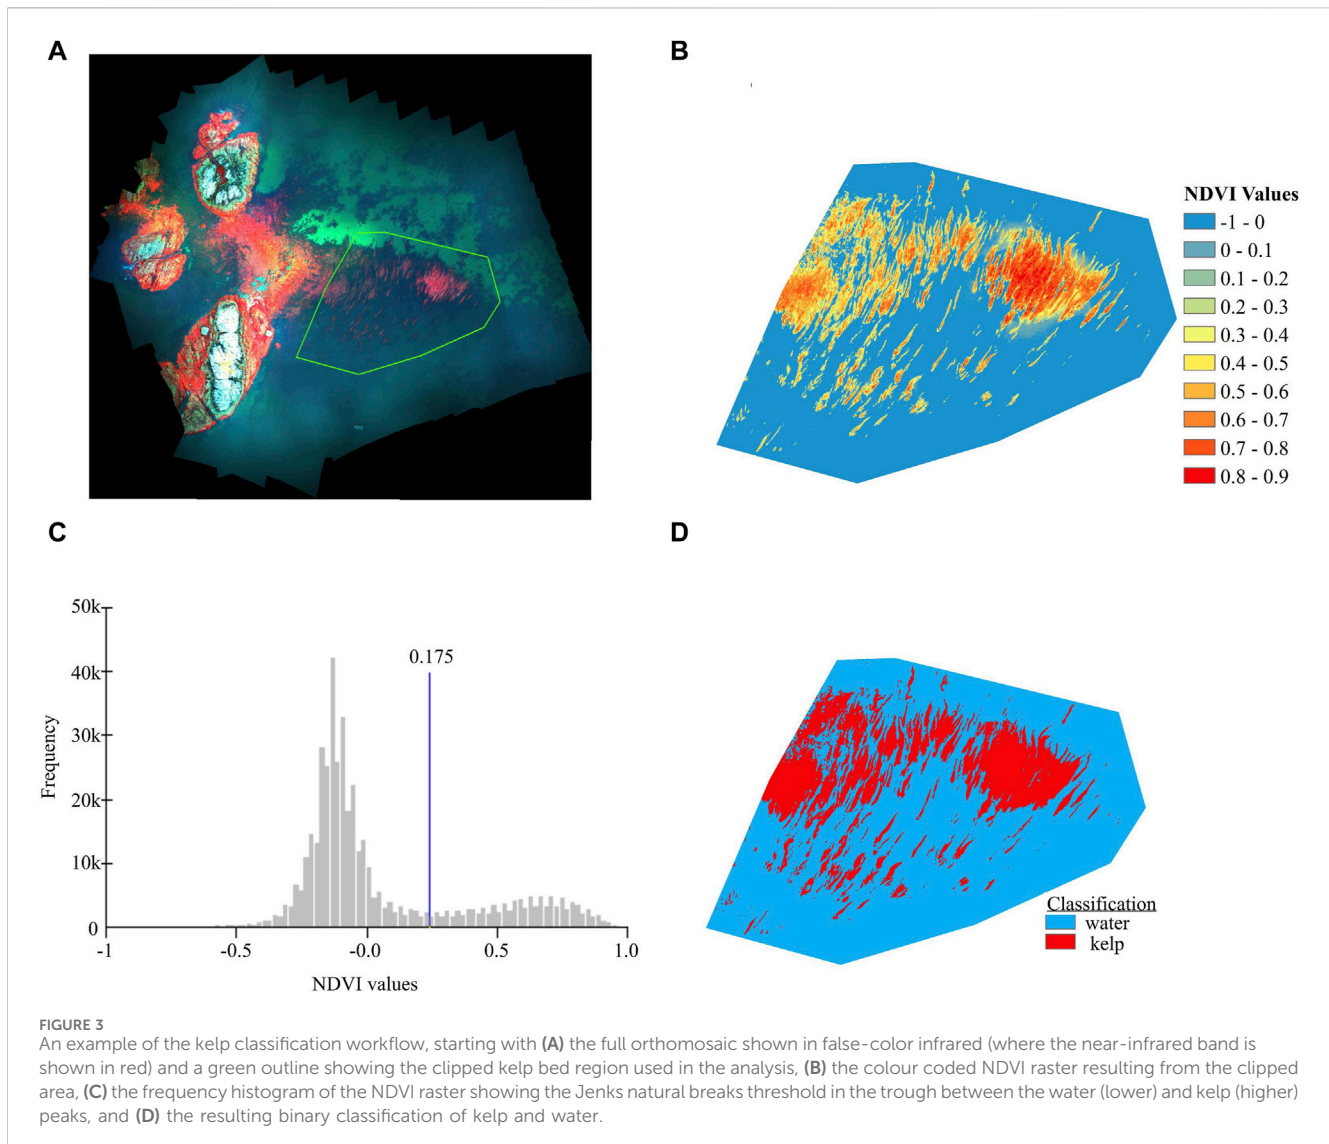 A
B
NDVI Values
-1 - 0
0 - 0.1
0.1 - 0.2
0.2 - 0.3
0.3 - 0.4
0.4 - 0.5
0.5 - 0.6
0.6 - 0.7
0.7 - 0.8
0.8 - 0.9
C
50k
40k
30k
20k
10k
0
Frequency
0.175
-1
-0.5
-0.0
0.5
1.0
NDVI values
D
Classification
water
kelp
FIGURE 3
An example of the kelp classification workflow, starting with (A) the full orthomosaic shown in false-color infrared (where the near-infrared band is
shown in red) and a green outline showing the clipped kelp bed region used in the analysis, (B) the colour coded NDVI raster resulting from the clipped
area, (C) the frequency histogram of the NDVI raster showing the Jenks natural breaks threshold in the trough between the water (lower) and kelp (higher)
peaks, and (D) the resulting binary classification of kelp and water.